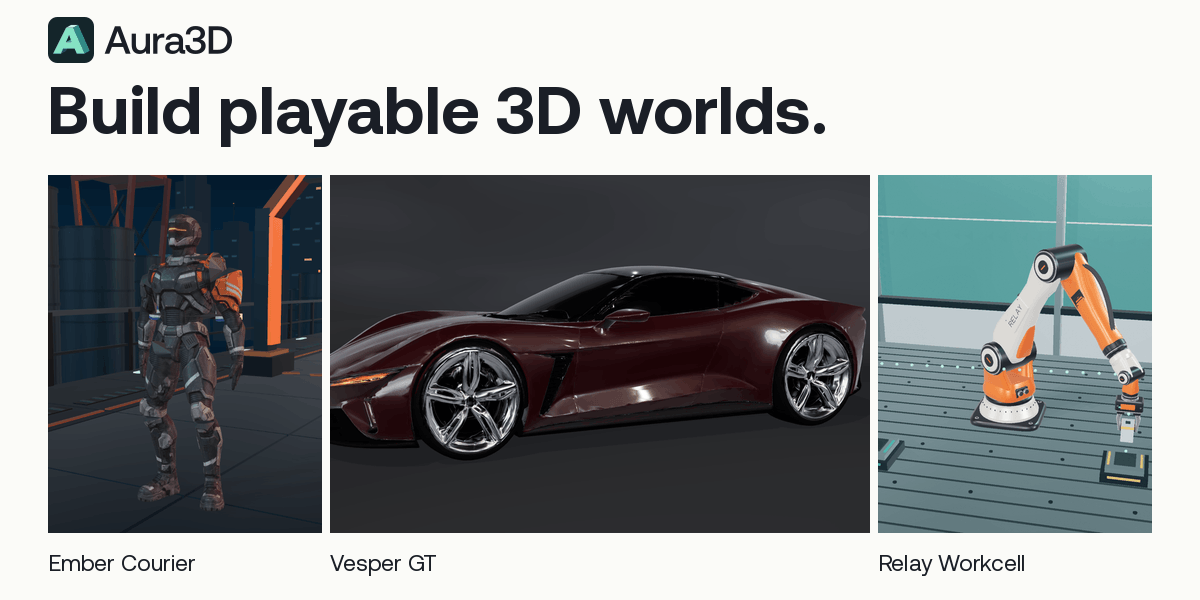 Aura3D
Build playable 3D worlds.
RELAY
Ember Courier
Vesper GT
Relay Workcell